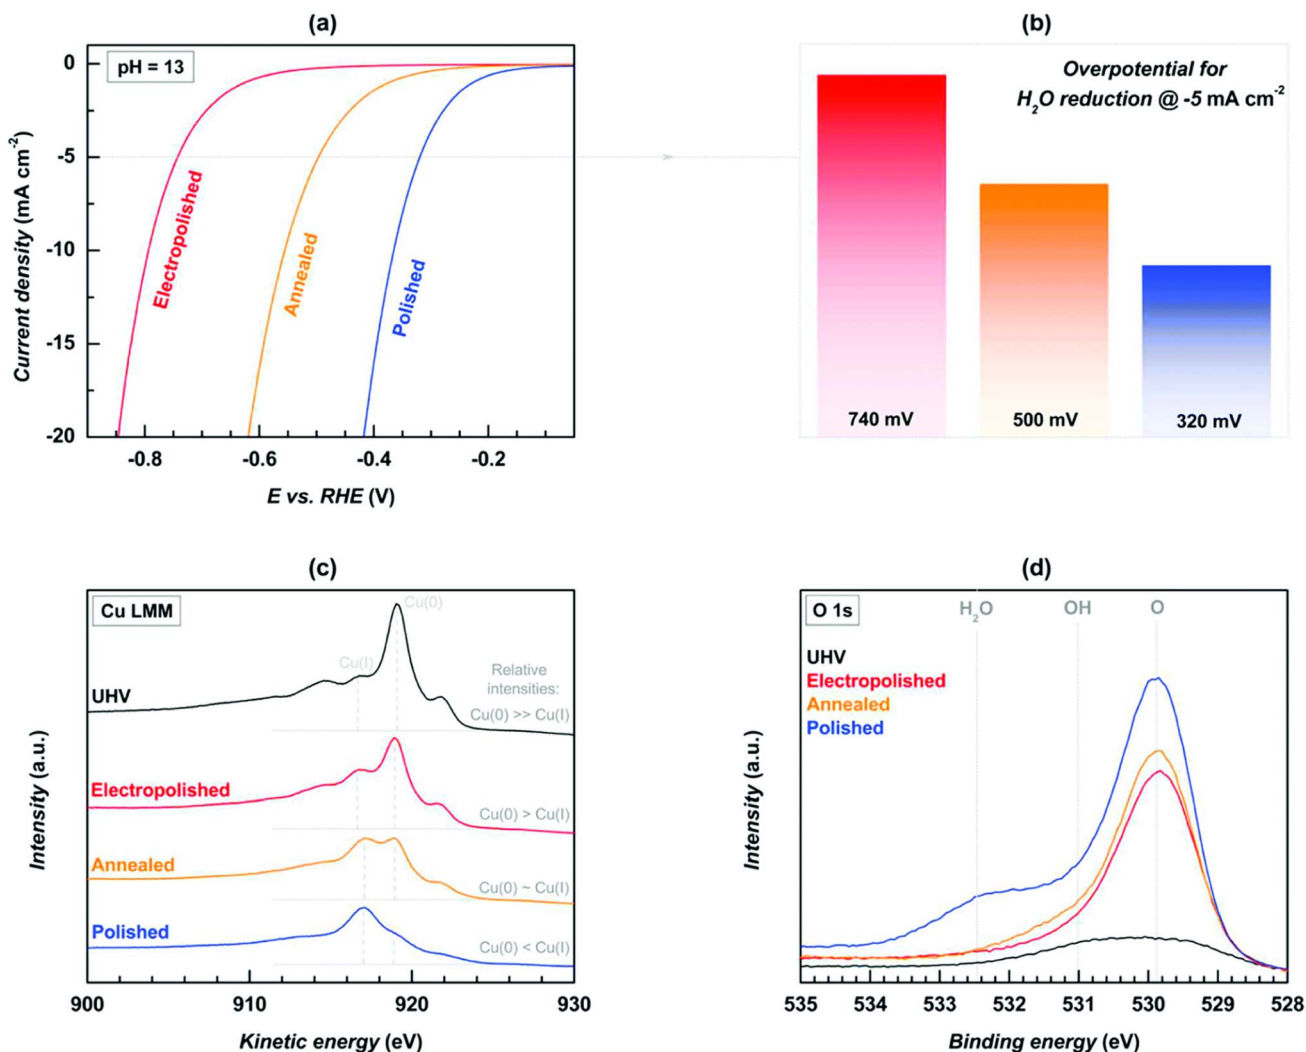 (a)
pH = 13
0
-5
-10
-15
-20
Current density (mA cm-2)
Electropolished
Annealed
Polished
-0.8
-0.6
-0.4
-0.2
E vs. RHE (V)
(b)
Overpotential for
H2O reduction @ -5 mA cm-2
740 mV
500 mV
320 mV
(c)
Cu LMM
Cu(0)
Cu(I)
Relative
intensities:
UHV
Cu(0) >> Cu(I)
Electropolished
Cu(0) > Cu(I)
Annealed
Cu(0) ~ Cu(I)
Polished
Cu(0) < Cu(I)
Intensity (a.u.)
900
910
920
930
Kinetic energy (eV)
(d)
O 1s
H2O
OH
O
UHV
Electropolished
Annealed
Polished
Intensity (a.u.)
535
534
533
532
531
530
529
528
Binding energy (eV)